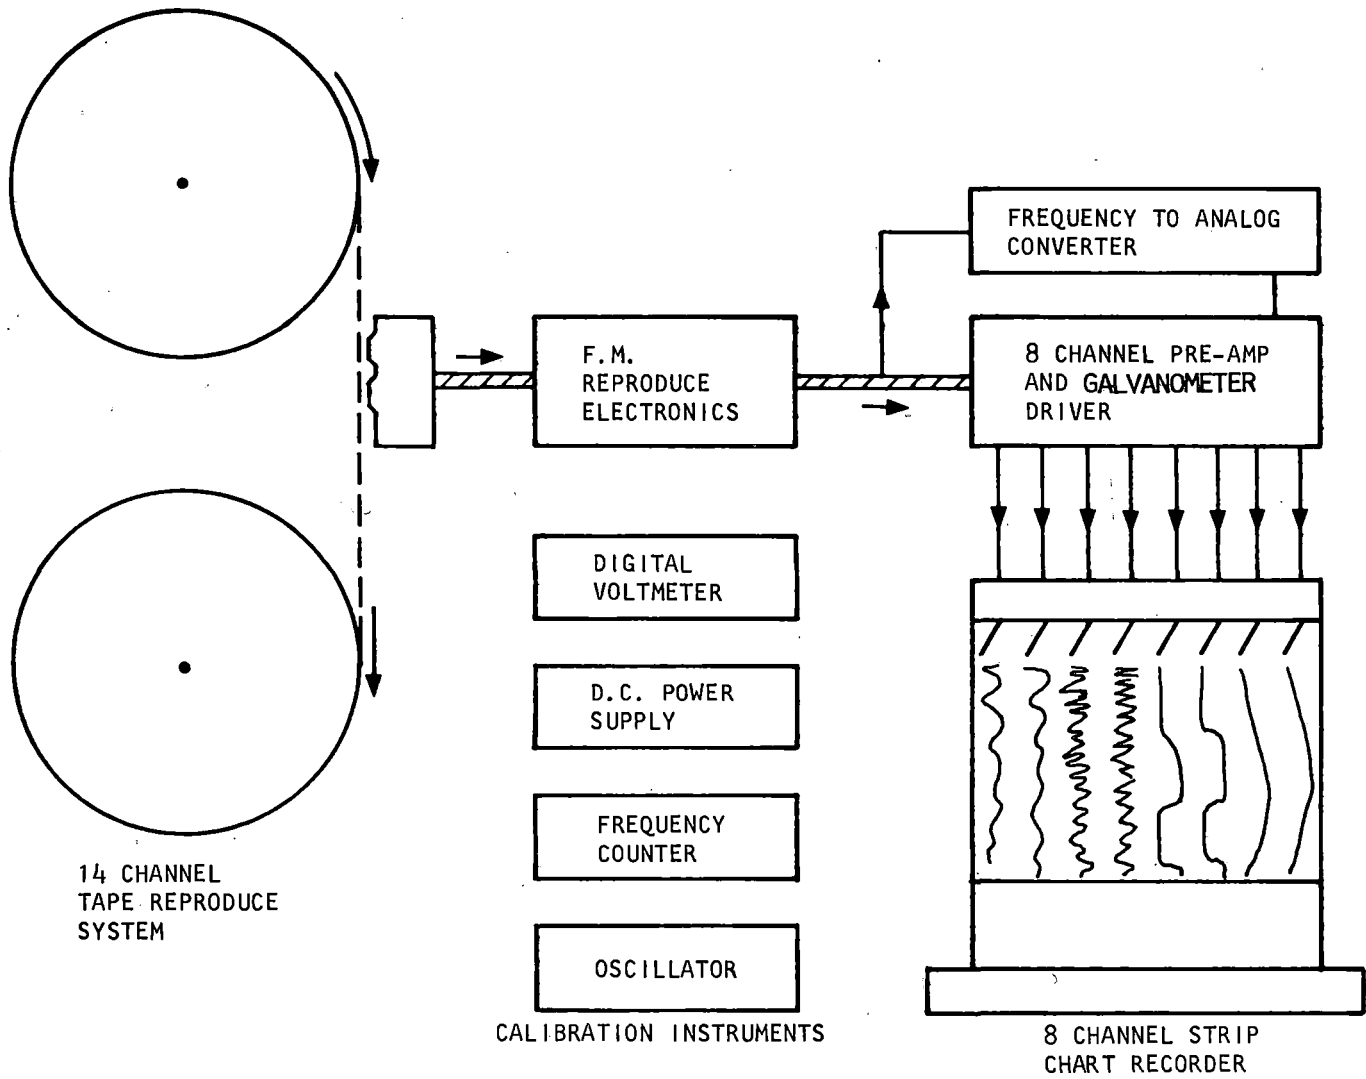 FREQUENCY TO ANALOG
CONVERTER
F.M.
REPRODUCE
ELECTRONICS
8 CHANNEL PRE-AMP
AND GALVANOMETER
DRIVER
DIGITAL
VOLTMETER
D.C. POWER
SUPPLY
FREQUENCY
COUNTER
OSCILLATOR
CALIBRATION INSTRUMENTS
14 CHANNEL
TAPE REPRODUCE
SYSTEM
8 CHANNEL STRIP
CHART RECORDER